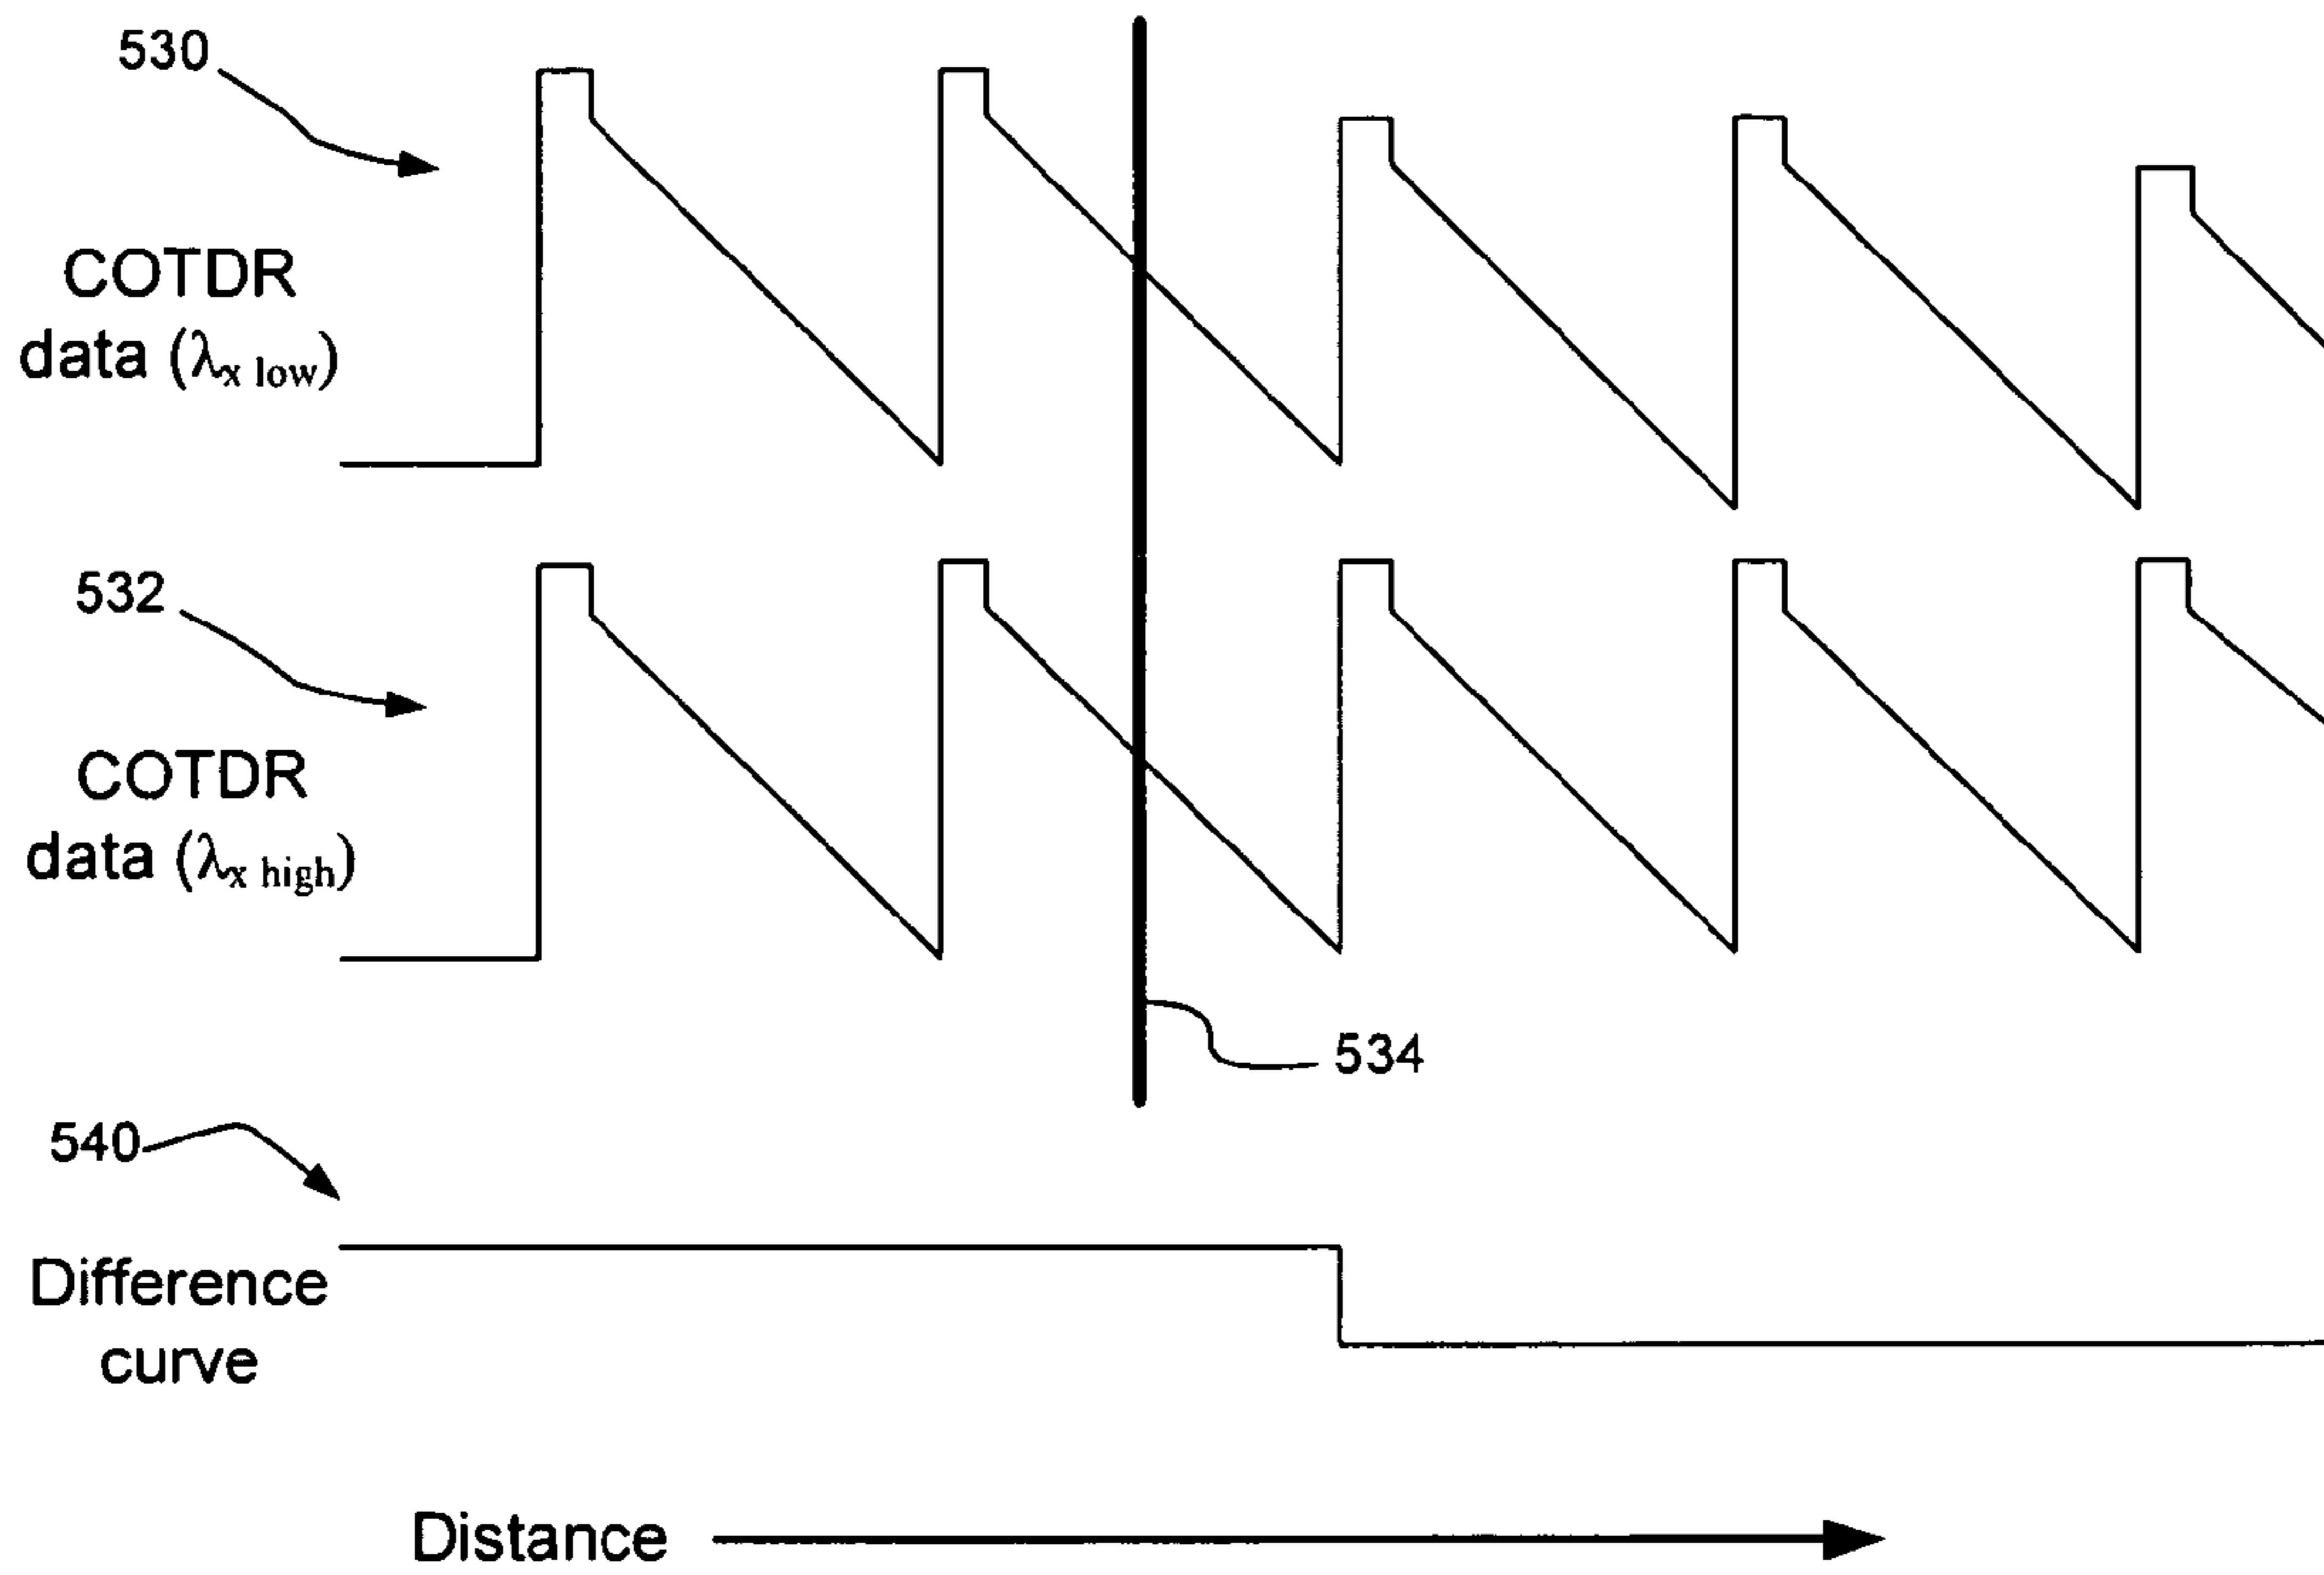 530
COTDR
data (λx low)
532
COTDR
data (λx high)
534
540
Difference
curve
Distance